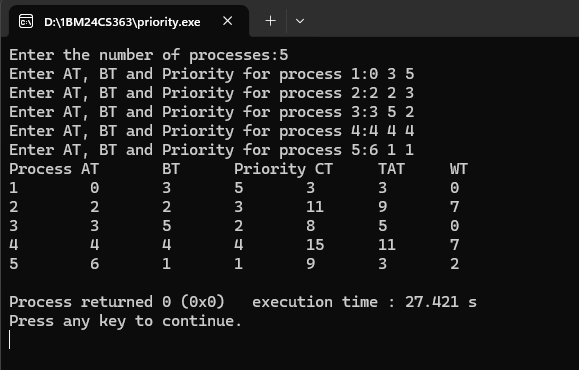 D:\1BM24CS363\priority.exe
Enter the number of processes:5
Enter AT, BT and Priority for process 1:0 3 5
Enter AT, BT and Priority for process 2:2 2 3
Enter AT, BT and Priority for process 3:3 5 2
Enter AT, BT and Priority for process 4:4 4 4
Enter AT, BT and Priority for process 5:6 1 1
Process AT BT Priority CT TAT WT
1 0 3 5 3 3 0
2 2 2 3 11 9 7
3 3 5 2 8 5 0
4 4 4 4 15 11 7
5 6 1 1 9 3 2
Process returned 0 (0x0) execution time : 27.421 s
Press any key to continue.